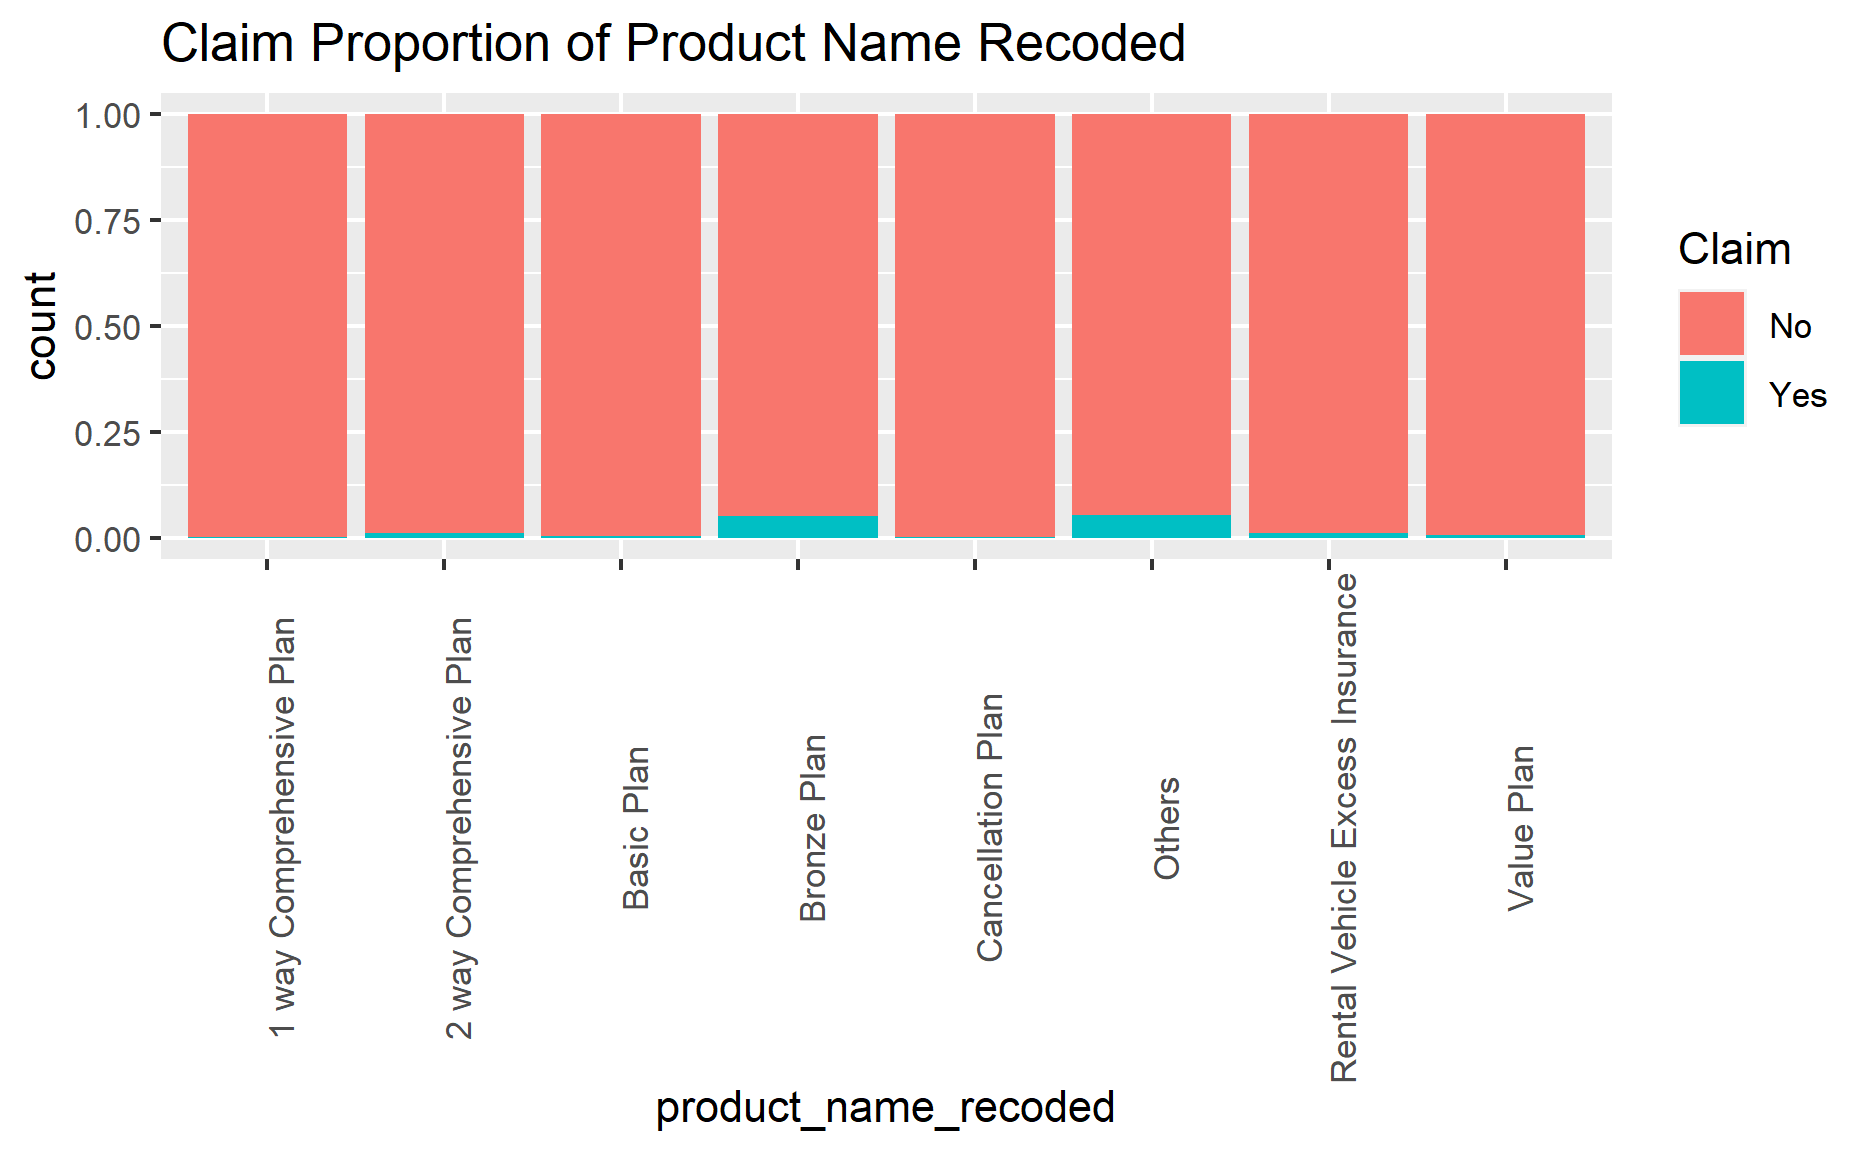 Claim Proportion of Product Name Recoded
count
1.00
0.75
0.50
0.25
0.00
1 way Comprehensive Plan
2 way Comprehensive Plan
Basic Plan
Bronze Plan
Cancellation Plan
Others
Rental Vehicle Excess Insurance
Value Plan
product_name_recoded
Claim
No
Yes